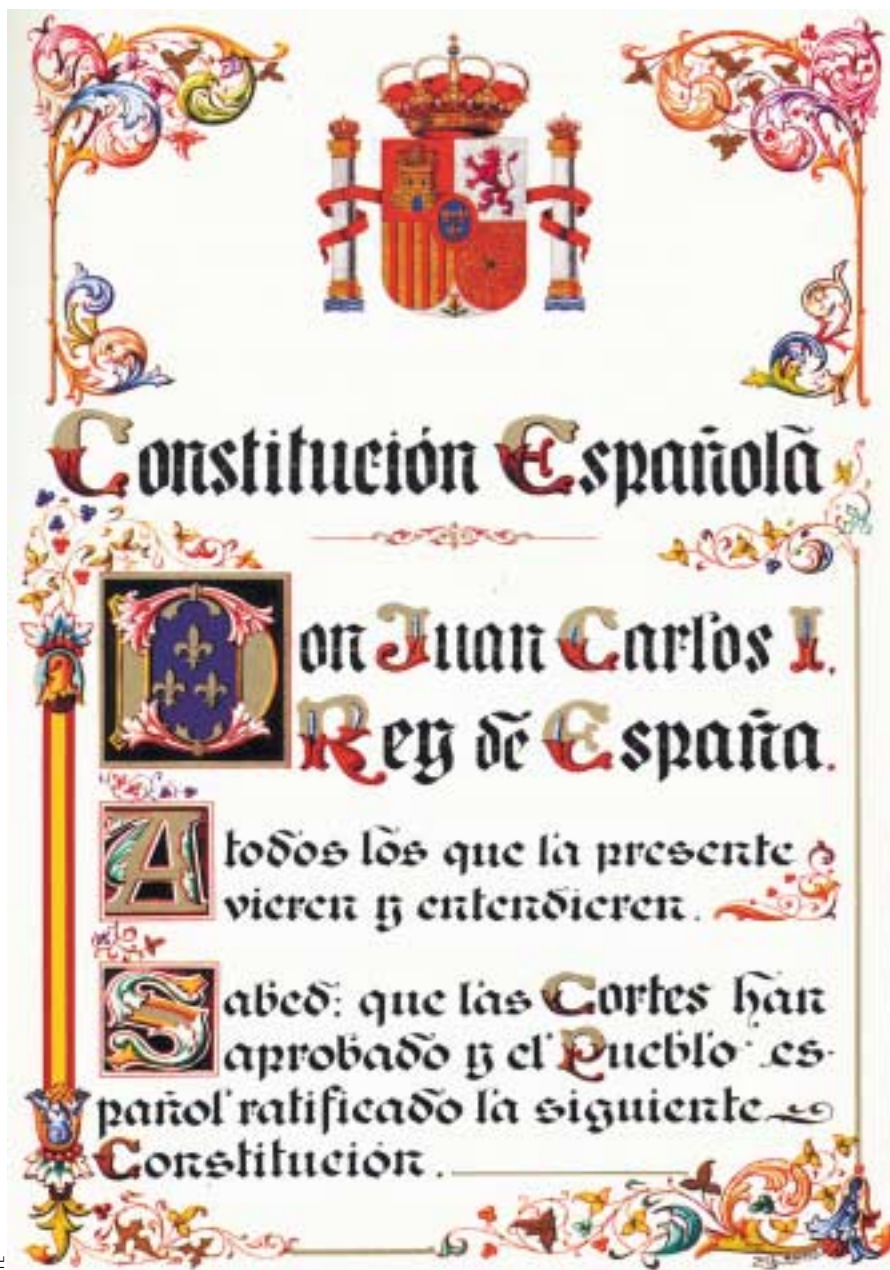 Constitución Española
Don Juan Carlos I.
Rey de España.
A todos los que la presente
vieren y entendieren.
Sabed: que las Cortes han
aprobado y el Pueblo es-
pañol ratificado la siguiente
Constitución.